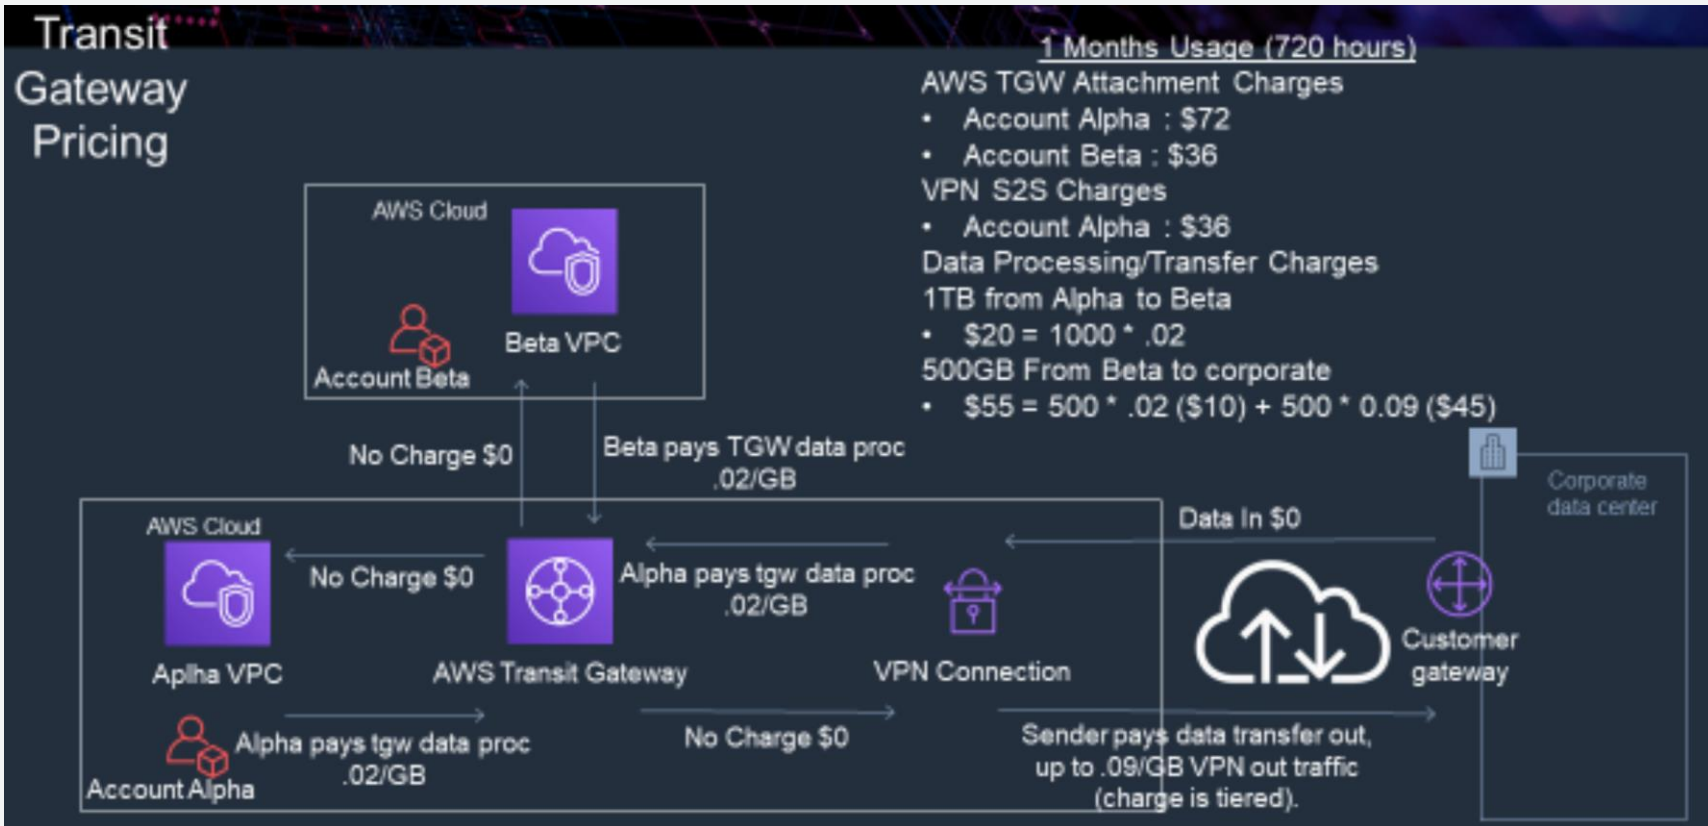 Transit
Gateway
Pricing
1 Months Usage (720 hours)
AWS TGW Attachment Charges
• Account Alpha : $72
• Account Beta : $36
VPN S2S Charges
• Account Alpha : $36
Data Processing/Transfer Charges
1TB from Alpha to Beta
• $20 = 1000 * .02
500GB From Beta to corporate
• $55 = 500 * .02 ($10) + 500 * 0.09 ($45)
AWS Cloud
Beta VPC
Account Beta
No Charge $0
Beta pays TGW data proc
.02/GB
Corporate
data center
AWS Cloud
Data In $0
No Charge $0
Alpha pays tgw data proc
.02/GB
Aplha VPC
AWS Transit Gateway
VPN Connection
Customer
gateway
Alpha pays tgw data proc
.02/GB
No Charge $0
Sender pays data transfer out,
up to .09/GB VPN out traffic
(charge is tiered).
Account Alpha